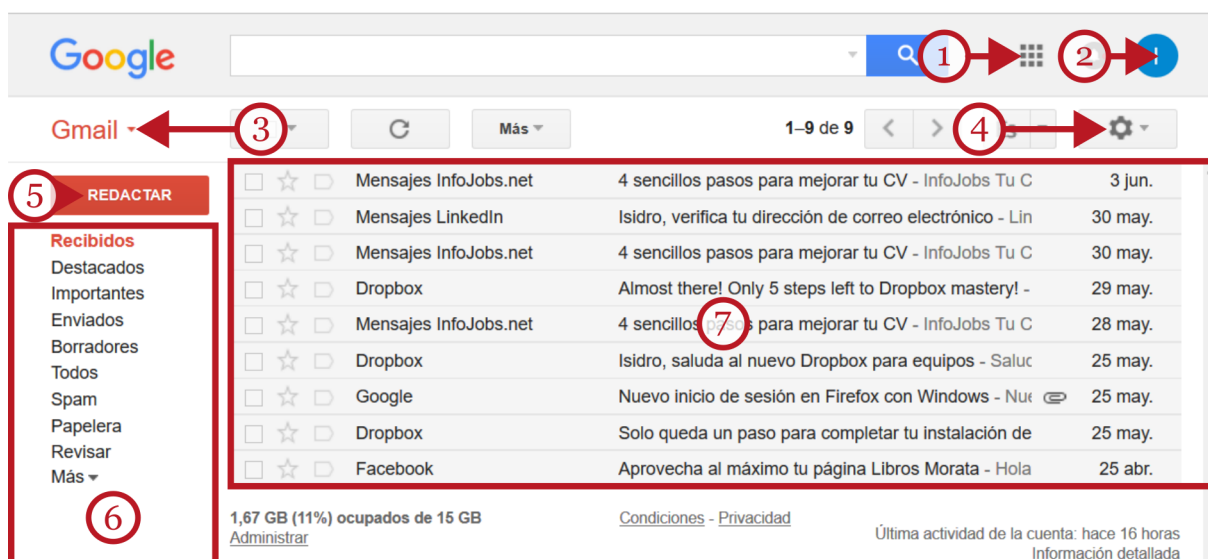 Google
1
2
I
Gmail
3
Más
1–9 de 9
4
5
REDACTAR
Mensajes InfoJobs.net 4 sencillos pasos para mejorar tu CV - InfoJobs Tu C 3 jun.
Recibidos
Mensajes LinkedIn Isidro, verifica tu dirección de correo electrónico - Lin 30 may.
Destacados
Mensajes InfoJobs.net 4 sencillos pasos para mejorar tu CV - InfoJobs Tu C 30 may.
Importantes
Dropbox Almost there! Only 5 steps left to Dropbox mastery! - 29 may.
Enviados
Mensajes InfoJobs.net 4 sencillos pasos para mejorar tu CV - InfoJobs Tu C 28 may.
7
Borradores
Dropbox Isidro, saluda al nuevo Dropbox para equipos - Saluc 25 may.
Todos
Spam
Google Nuevo inicio de sesión en Firefox con Windows - Nue 25 may.
Papelera
Dropbox Solo queda un paso para completar tu instalación de 25 may.
Revisar
Facebook Aprovecha al máximo tu página Libros Morata - Hola 25 abr.
Más
6
1,67 GB (11%) ocupados de 15 GB
Administrar
Condiciones - Privacidad
Última actividad de la cuenta: hace 16 horas
Información detallada